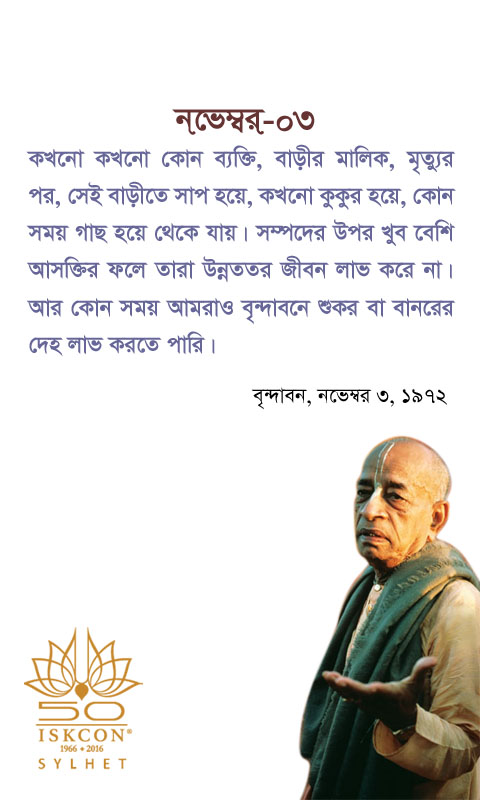 নভেম্বর-০৩
কখনো কখনো কোন ব্যক্তি, বাড়ীর মালিক, মৃত্যুর
পর, সেই বাড়ীতে সাপ হয়ে, কখনো কুকুর হয়ে, কোন
সময় গাছ হয়ে থেকে যায়। সম্পদের উপর খুব বেশি
আসক্তির ফলে তারা উন্নততর জীবন লাভ করে না।
আর কোন সময় আমরাও বৃন্দাবনে শুকর বা বানরের
দেহ লাভ করতে পারি।
বৃন্দাবন, নভেম্বর ৩, ১৯৭২
50
ISKCON®
1966 • 2016
SYLHET